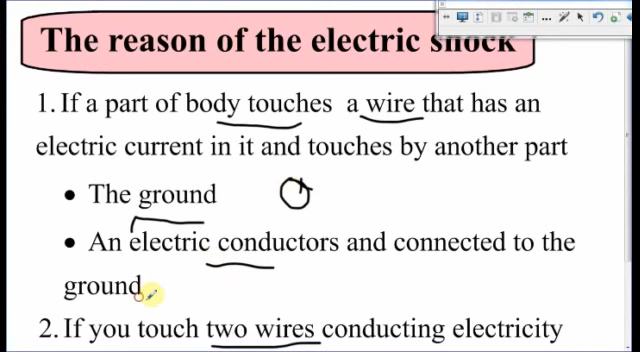 The reason of the electric shock
1. If a part of body touches a wire that has an
electric current in it and touches by another part
• The ground
• An electric conductors and connected to the
ground
2. If you touch two wires conducting electricity